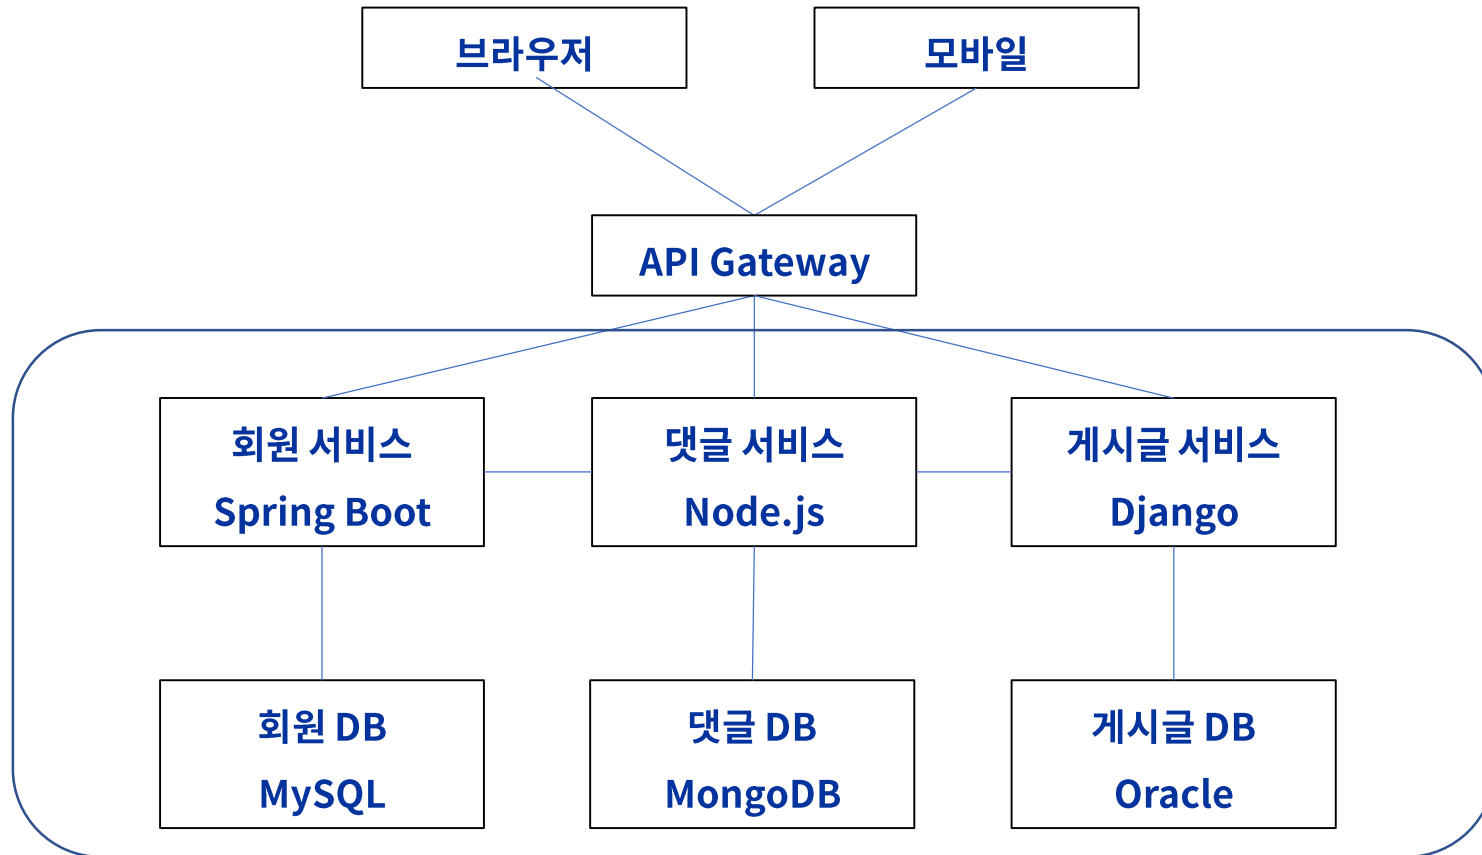 브라우저
모바일
API Gateway
회원 서비스
Spring Boot
댓글 서비스
Node.js
게시글 서비스
Django
회원 DB
MySQL
댓글 DB
MongoDB
게시글 DB
Oracle